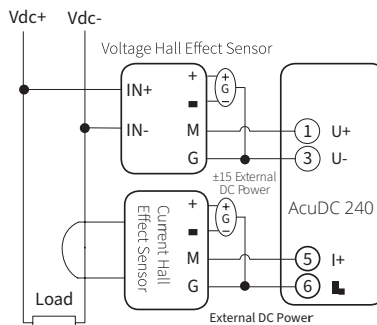 Vdc+ Vdc-
Voltage Hall Effect Sensor
IN+ + + G
IN- M 1 U+
G 3 U-
±15 External
DC Power
AcuDC 240
Current Hall
Effect Sensor
+ + G
M 5 I+
G 6
Load
External DC Power